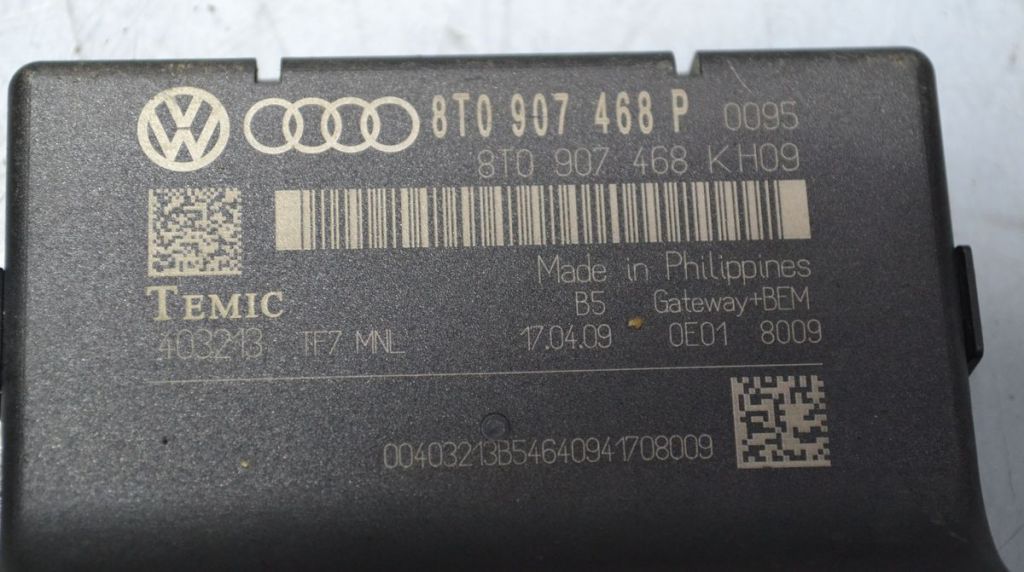 8T0 907 468 P 0095
8T0 907 468 K H09
Made in Philippines
TEMIC B5 Gateway+BEM
403213 TF7 MNL 17.04.09 0E01 8009
00403213B54640941708009